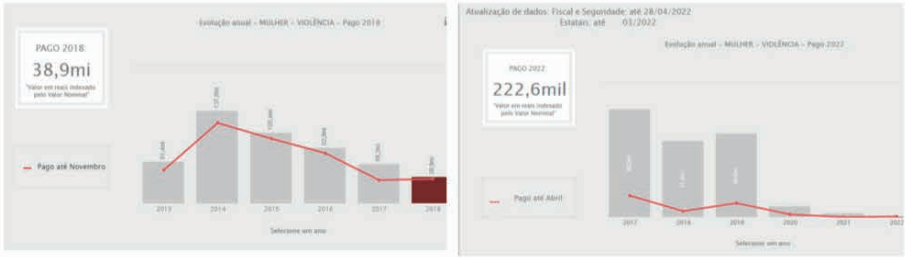 Evolução anual - MULHER - VIOLÊNCIA - Pago 2018
PAGO 2018
38,9mi
"Valor em reais indexado
pelo Valor Nominal"
Pago até Novembro
2013 2014 2015 2016 2017 2018
Selecione um ano
Atualização de dados: Fiscal e Seguridade: até 28/04/2022
Estatais: até 01/2022
Evolução anual - MULHER - VIOLÊNCIA - Pago 2022
PAGO 2022
222,6mil
"Valor em reais indexado
pelo Valor Nominal"
Pago até Abril
2017 2018 2019 2020 2021 2022
Selecione um ano